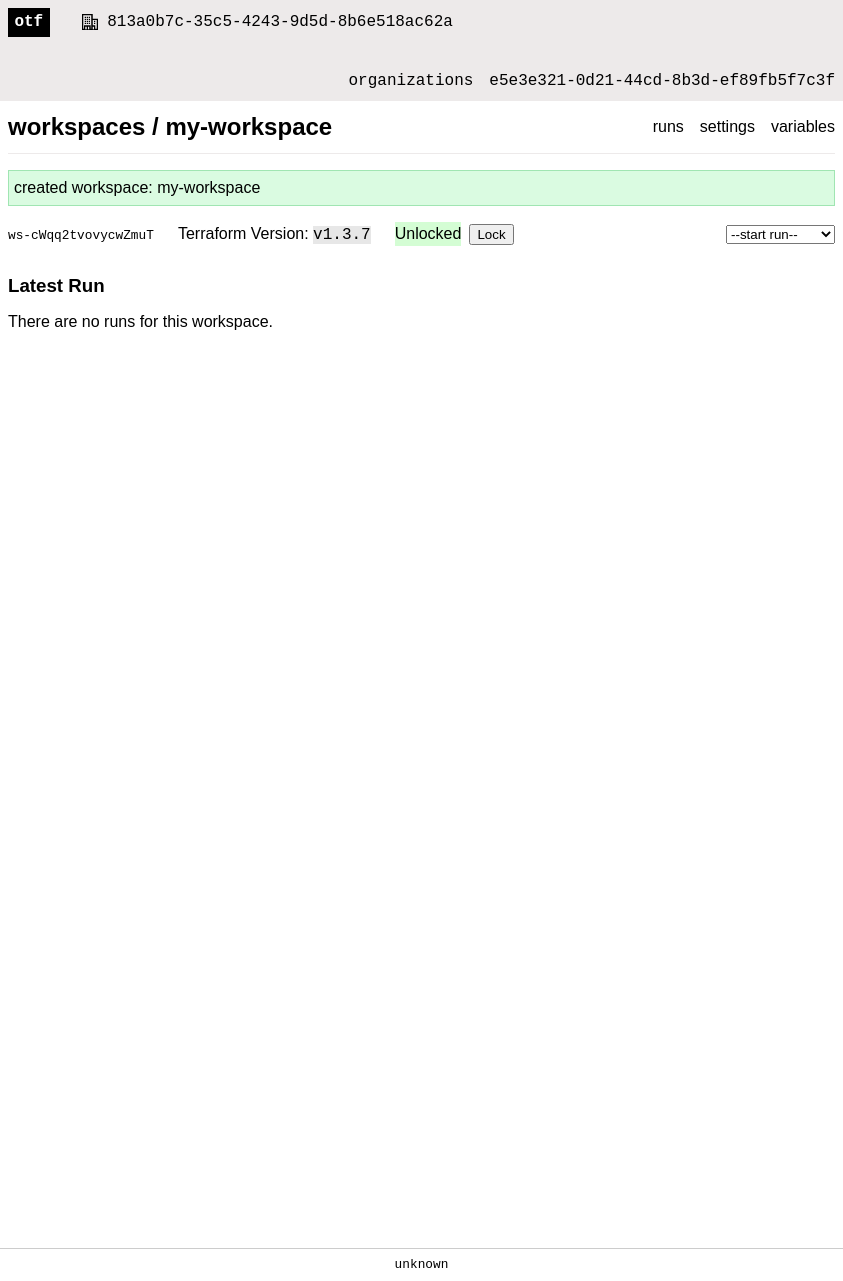 otf 813a0b7c-35c5-4243-9d5d-8b6e518ac62a
organizations e5e3e321-0d21-44cd-8b3d-ef89fb5f7c3f
workspaces / my-workspace runs settings variables
created workspace: my-workspace
ws-cWqq2tvovycwZmuT Terraform Version: v1.3.7 Unlocked Lock --start run--
Latest Run
There are no runs for this workspace.
unknown